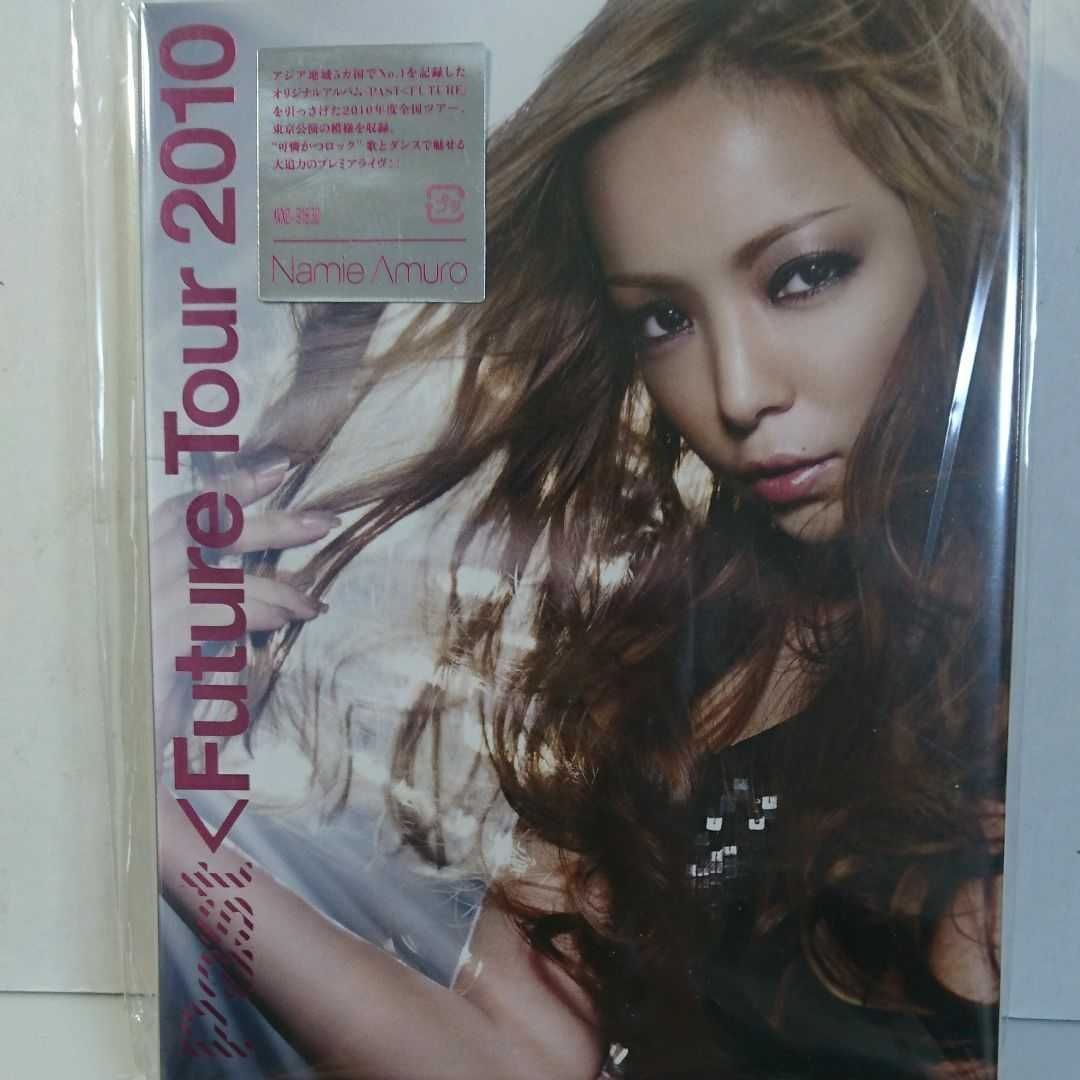 アジア地域5カ国でNo.1を記録した
オリジナルアルバム「PAST<FUTURE」
を引っさげた2010年度全国ツアー、
東京公演の模様を収録。
"可憐かつロック" 歌とダンスで魅せる
大迫力のプレミアライヴ!!
Namie Amuro
Past<Future Tour 2010